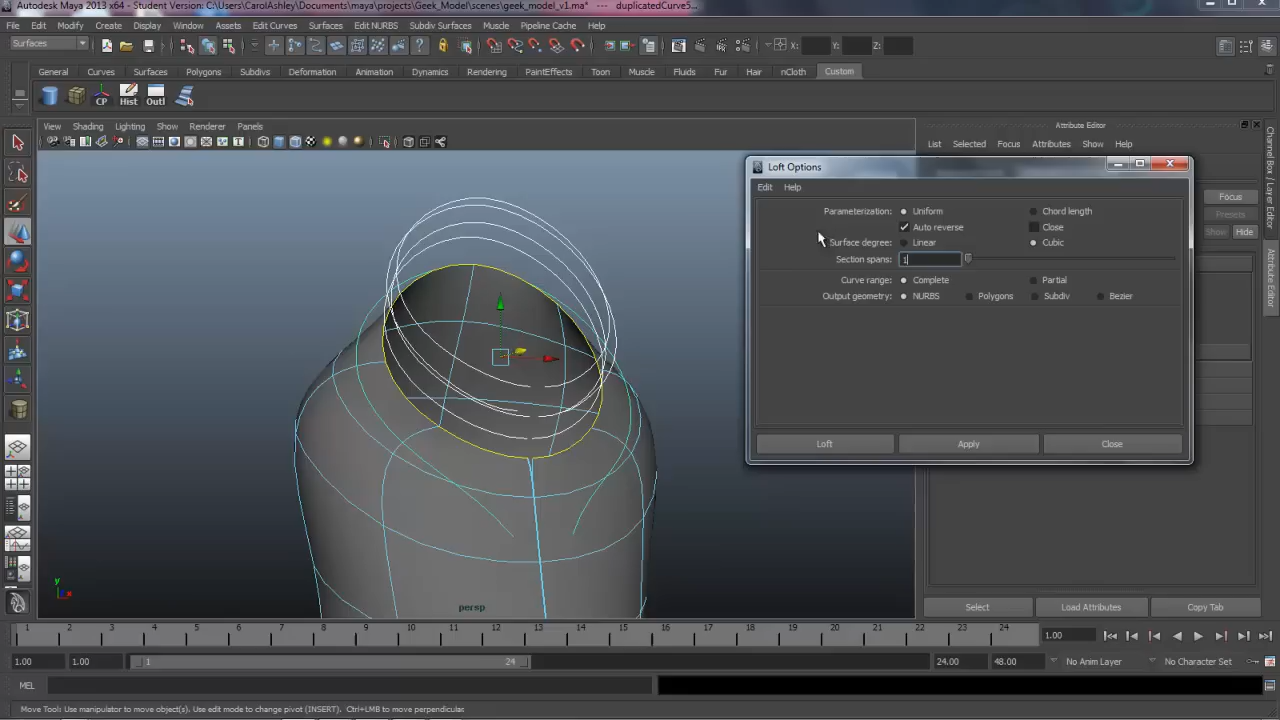 Autodesk Maya 2013 x64 - Student Version: C:\Users\CarolAshley\Documents\maya\projects\Geek_Model\scenes\geek_model_v1.ma* --- duplicatedCurve5...
File Edit Modify Create Display Window Assets Edit Curves Surfaces Edit NURBS Subdiv Surfaces Muscle Pipeline Cache Help
Surfaces X: Y: Z:
General Curves Surfaces Polygons Subdivs Deformation Animation Dynamics Rendering PaintEffects Toon Muscle Fluids Fur Hair nCloth Custom
CP Hist Outl
View Shading Lighting Show Renderer Panels
Attribute Editor
List Selected Focus Attributes Show Help
Focus
Presets
Show Hide
Channel Box / Layer Editor
Attribute Editor
Loft Options
Edit Help
Parameterization: Uniform Chord length
Auto reverse Close
Surface degree: Linear Cubic
Section spans: 1
Curve range: Complete Partial
Output geometry: NURBS Polygons Subdiv Bezier
Loft Apply Close
y
x
persp
Select Load Attributes Copy Tab
1 2 3 4 5 6 7 8 9 10 11 12 13 14 15 16 17 18 19 20 21 22 23 24 1.00
1.00 1.00 1 24 24.00 48.00 No Anim Layer No Character Set
MEL
Move Tool: Use manipulator to move object(s). Use edit mode to change pivot (INSERT). Ctrl+LMB to move perpendicular.